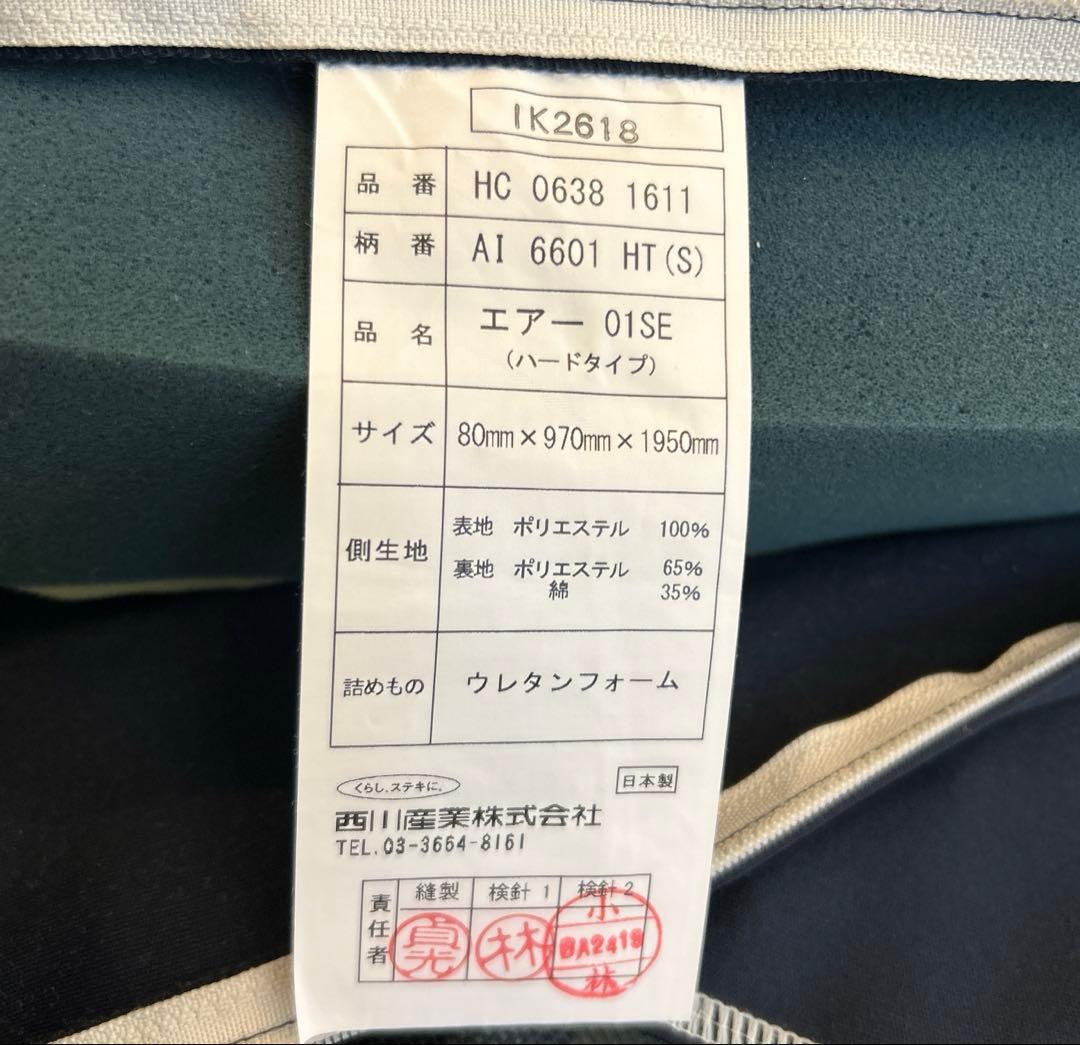 IK2618
品番 HC 0638 1611
柄番 AI 6601 HT(S)
品名 エアー 01SE
(ハードタイプ)
サイズ 80mm×970mm×1950mm
側生地 表地 ポリエステル 100%
裏地 ポリエステル 65%
綿 35%
詰めもの ウレタンフォーム
くらし、ステキに。
日本製
西川産業株式会社
TEL.03-3664-8161
責任者
縫製 検針1 検針2
貞光 林 小林
BA2418